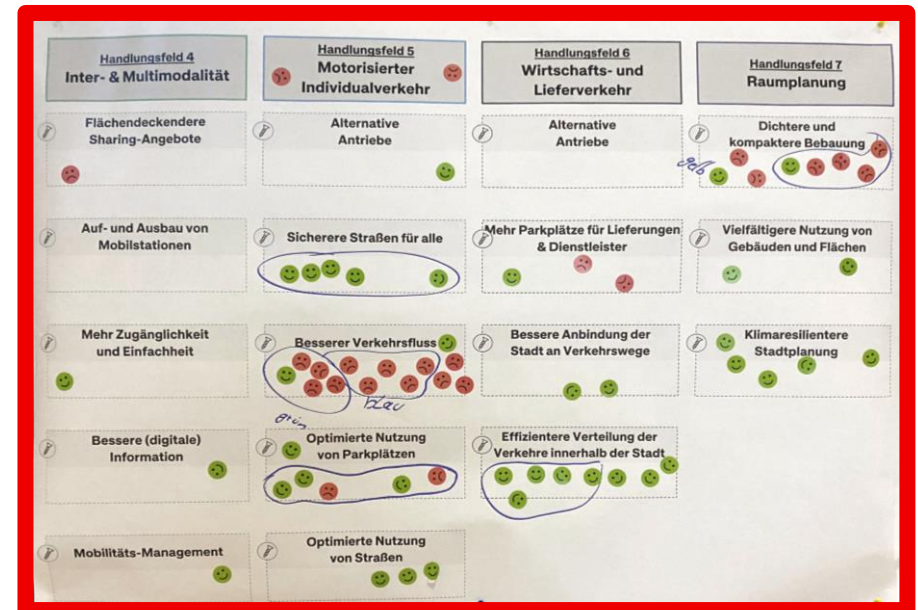 Handlungsfeld 4
Inter- & Multimodalität
Flächendeckendere
Sharing-Angebote
Auf- und Ausbau von
Mobilstationen
Mehr Zugänglichkeit
und Einfachheit
Bessere (digitale)
Information
Mobilitäts-Management
Handlungsfeld 5
Motorisierter
Individualverkehr
Alternative
Antriebe
Sicherere Straßen für alle
Besserer Verkehrsfluss
grün
blau
Optimierte Nutzung
von Parkplätzen
Optimierte Nutzung
von Straßen
Handlungsfeld 6
Wirtschafts- und
Lieferverkehr
Alternative
Antriebe
Mehr Parkplätze für Lieferungen
& Dienstleister
Bessere Anbindung der
Stadt an Verkehrswege
Effizientere Verteilung der
Verkehre innerhalb der Stadt
Handlungsfeld 7
Raumplanung
Dichtere und
kompaktere Bebauung
gelb
Vielfältigere Nutzung von
Gebäuden und Flächen
Klimaresilientere
Stadtplanung